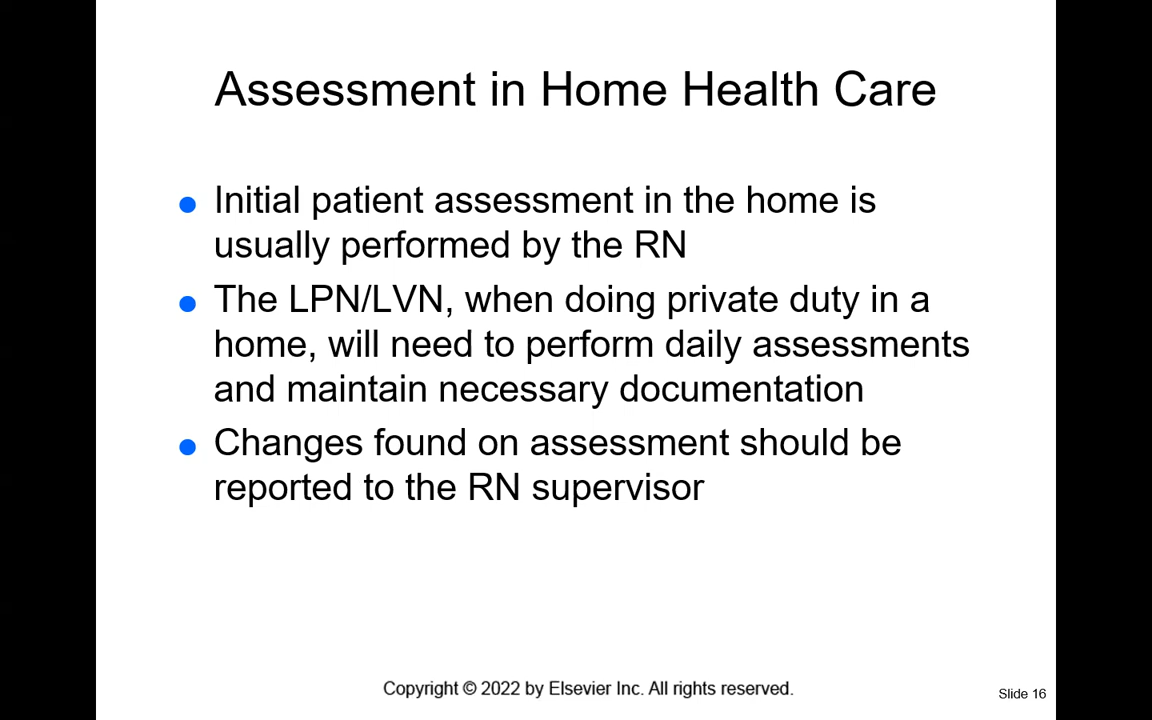 Assessment in Home Health Care
Initial patient assessment in the home is
usually performed by the RN
The LPN/LVN, when doing private duty in a
home, will need to perform daily assessments
and maintain necessary documentation
Changes found on assessment should be
reported to the RN supervisor
Copyright © 2022 by Elsevier Inc. All rights reserved.
Slide 16